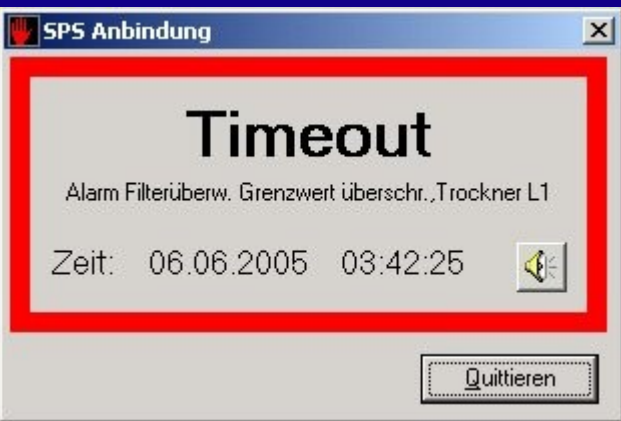 SPS Anbindung
Timeout
Alarm Filterüberw. Grenzwert überschr.,Trockner L1
Zeit: 06.06.2005 03:42:25
Quittieren